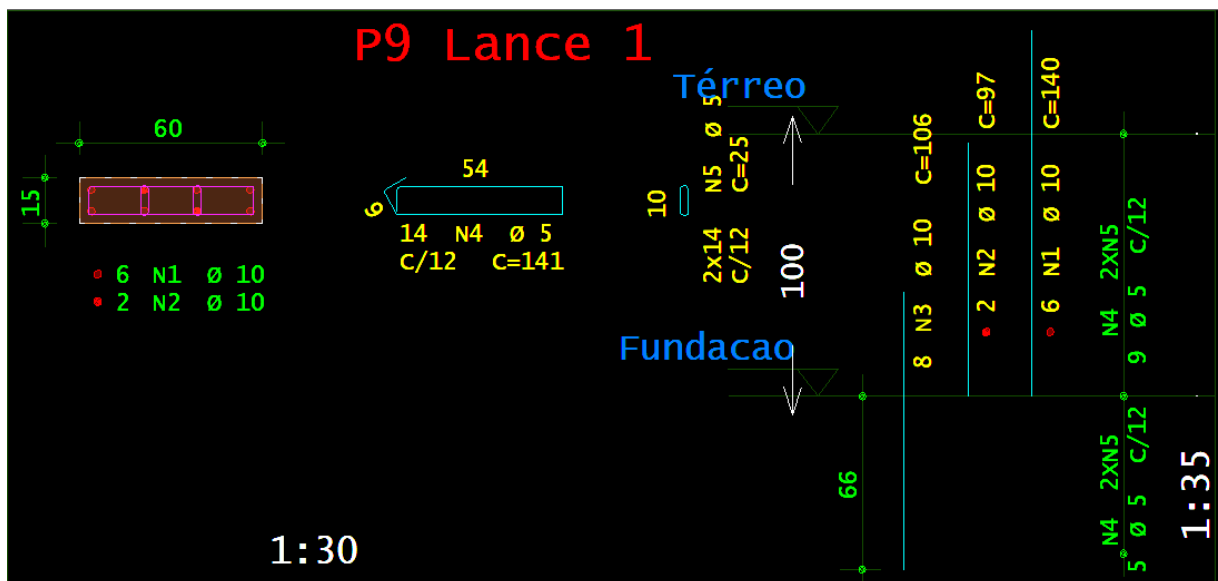 P9 Lance 1
60
15
6 N1 Ø 10
2 N2 Ø 10
1:30
54
6
14 N4 Ø 5
C/12 C=141
10
2x14 N5 Ø 5
C/12 C=25
Térreo
100
Fundacao
66
8 N3 Ø 10 C=106
2 N2 Ø 10 C=97
6 N1 Ø 10 C=140
N4 2XN5
9 Ø 5 C/12
N4 2XN5
5 Ø 5 C/12
1:35